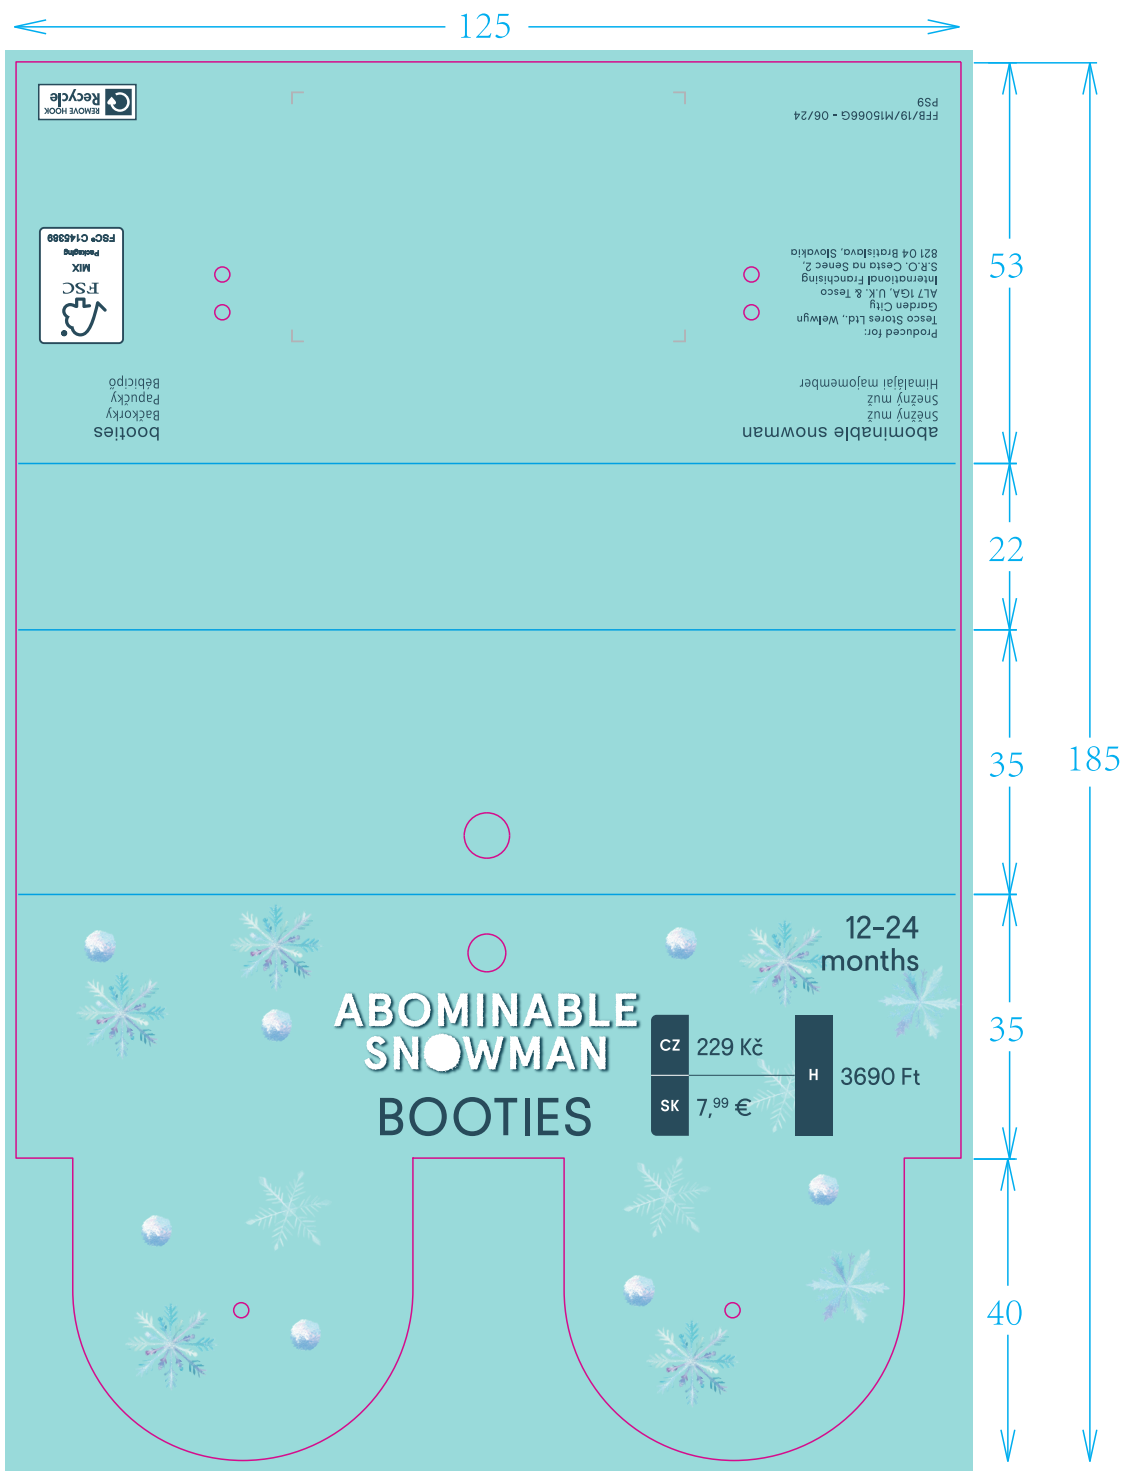 125
REMOVE HOOK
Recycle
FFB/19/M15066G - 06/24
PS9
FSC
MIX
Packaging
FSC® C145389
Produced for:
Tesco Stores Ltd., Welwyn
Garden City
AL7 1GA, U.K. & Tesco
International Franchising
S.R.O. Cesta na Senec 2,
821 04 Bratislava, Slovakia
booties
Bačkorky
Papučky
Bébicipő
abominable snowman
Sněžný muž
Snežný muž
Himalájai majomember
53
22
35
185
12-24
months
ABOMINABLE
SNOWMAN
BOOTIES
CZ 229 Kč
SK 7,99 €
H 3690 Ft
35
40